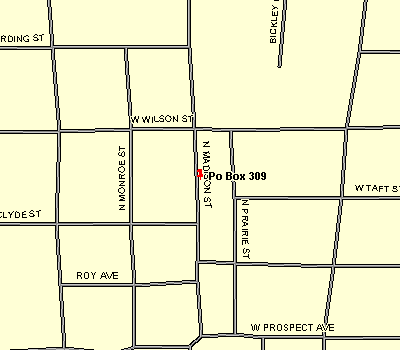 BICKLEY
RDING ST
W WILSON ST
N MADISON ST
N MONROE ST
Po Box 309
W TAFT S
CLYDE ST
N PRAIRIE ST
ROY AVE
W PROSPECT AVE